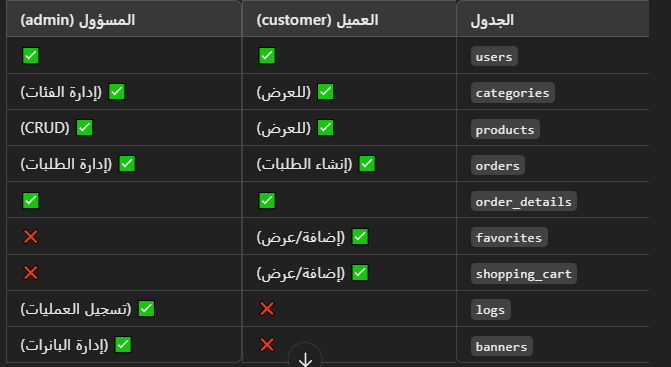 الجدول العميل (customer) المسؤول (admin)
users ✅ ✅
categories ✅ (للعرض) ✅ (إدارة الفئات)
products ✅ (للعرض) ✅ (CRUD)
orders ✅ (إنشاء الطلبات) ✅ (إدارة الطلبات)
order_details ✅ ✅
favorites ✅ (إضافة/عرض) ❌
shopping_cart ✅ (إضافة/عرض) ❌
logs ❌ ✅ (تسجيل العمليات)
banners ❌ ✅ (إدارة البانرات)